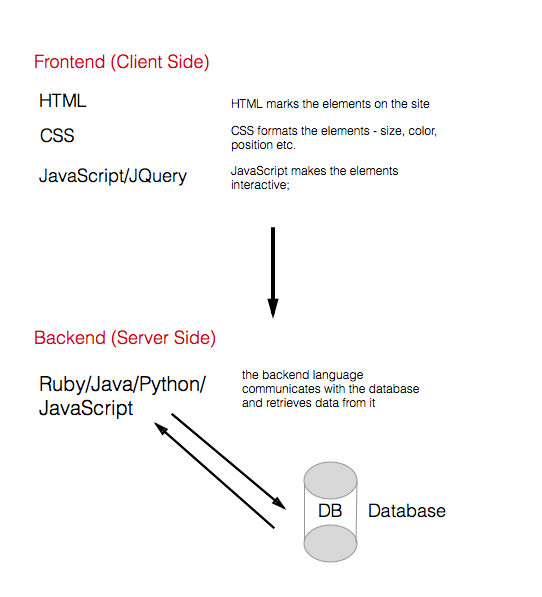 Frontend (Client Side)
HTML
HTML marks the elements on the site
CSS
CSS formats the elements - size, color,
position etc.
JavaScript/JQuery
JavaScript makes the elements
interactive;
Backend (Server Side)
Ruby/Java/Python/
JavaScript
the backend language
communicates with the database
and retrieves data from it
DB
Database